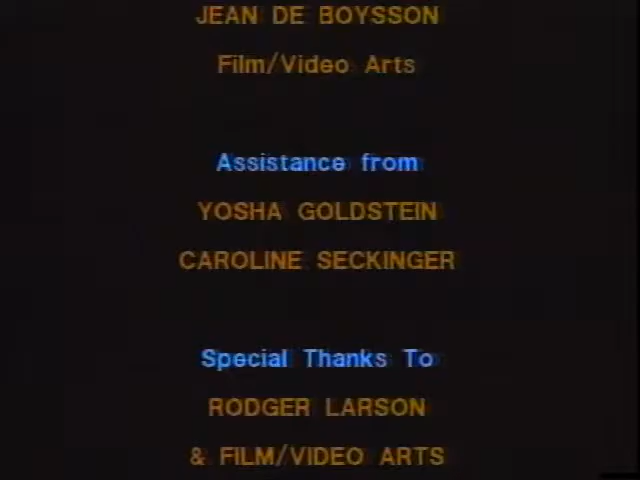 JEAN DE BOYSSON
Film/Video Arts
Assistance from
YOSHA GOLDSTEIN
CAROLINE SECKINGER
Special Thanks To
RODGER LARSON
& FILM/VIDEO ARTS